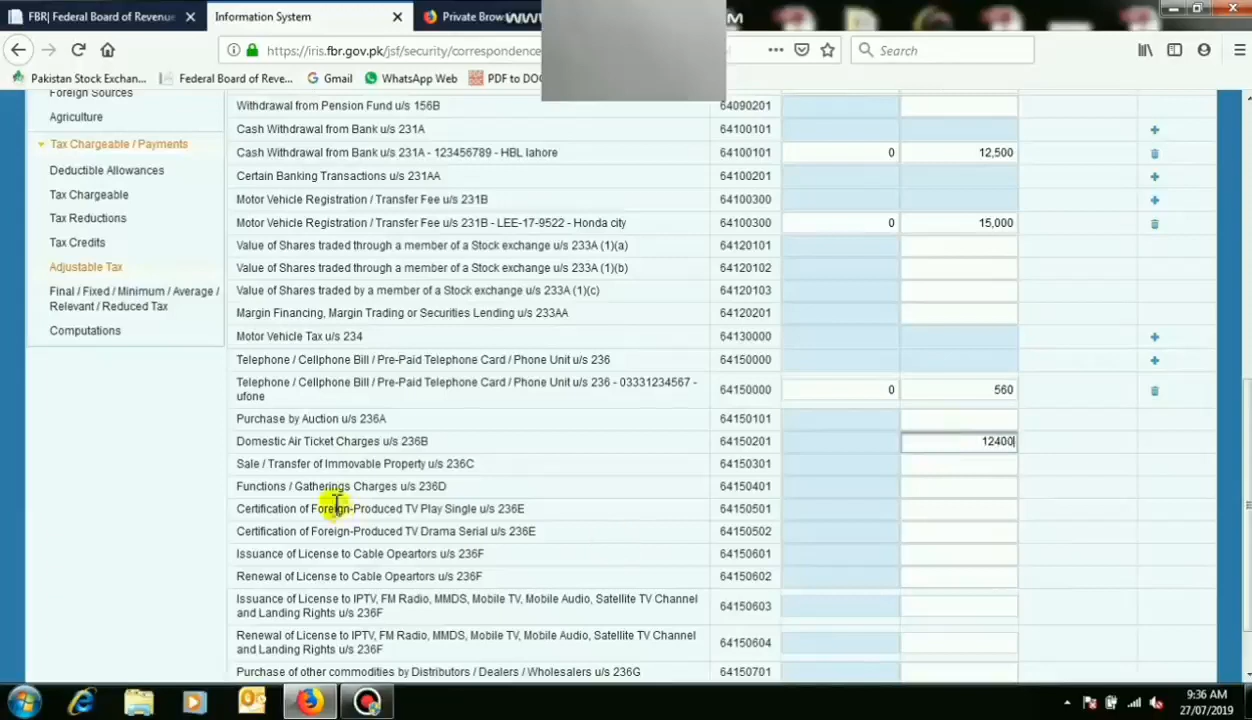 FBR| Federal Board of Revenue
Information System
Private Brow
WWW
M
https://iris.fbr.gov.pk/jsf/security/correspondence
Search
Pakistan Stock Exchan...
Federal Board of Reve...
Gmail
WhatsApp Web
PDF to DO
Foreign Sources
Agriculture
Tax Chargeable / Payments
Deductible Allowances
Tax Chargeable
Tax Reductions
Tax Credits
Adjustable Tax
Final / Fixed / Minimum / Average /
Relevant / Reduced Tax
Computations
Withdrawal from Pension Fund u/s 156B 64090201
Cash Withdrawal from Bank u/s 231A 64100101
Cash Withdrawal from Bank u/s 231A - 123456789 - HBL lahore 64100101 0 12,500
Certain Banking Transactions u/s 231AA 64100201
Motor Vehicle Registration / Transfer Fee u/s 231B 64100300
Motor Vehicle Registration / Transfer Fee u/s 231B - LEE-17-9522 - Honda city 64100300 0 15,000
Value of Shares traded through a member of a Stock exchange u/s 233A (1)(a) 64120101
Value of Shares traded through a member of a Stock exchange u/s 233A (1)(b) 64120102
Value of Shares traded by a member of a Stock exchange u/s 233A (1)(c) 64120103
Margin Financing, Margin Trading or Securities Lending u/s 233AA 64120201
Motor Vehicle Tax u/s 234 64130000
Telephone / Cellphone Bill / Pre-Paid Telephone Card / Phone Unit u/s 236 64150000
Telephone / Cellphone Bill / Pre-Paid Telephone Card / Phone Unit u/s 236 - 03331234567 -
ufone 64150000 0 560
Purchase by Auction u/s 236A 64150101
Domestic Air Ticket Charges u/s 236B 64150201 12400
Sale / Transfer of Immovable Property u/s 236C 64150301
Functions / Gatherings Charges u/s 236D 64150401
Certification of Foreign-Produced TV Play Single u/s 236E 64150501
Certification of Foreign-Produced TV Drama Serial u/s 236E 64150502
Issuance of License to Cable Opeartors u/s 236F 64150601
Renewal of License to Cable Opeartors u/s 236F 64150602
Issuance of License to IPTV, FM Radio, MMDS, Mobile TV, Mobile Audio, Satellite TV Channel
and Landing Rights u/s 236F 64150603
Renewal of License to IPTV, FM Radio, MMDS, Mobile TV, Mobile Audio, Satellite TV Channel
and Landing Rights u/s 236F 64150604
Purchase of other commodities by Distributors / Dealers / Wholesalers u/s 236G 64150701
9:36 AM
27/07/2019